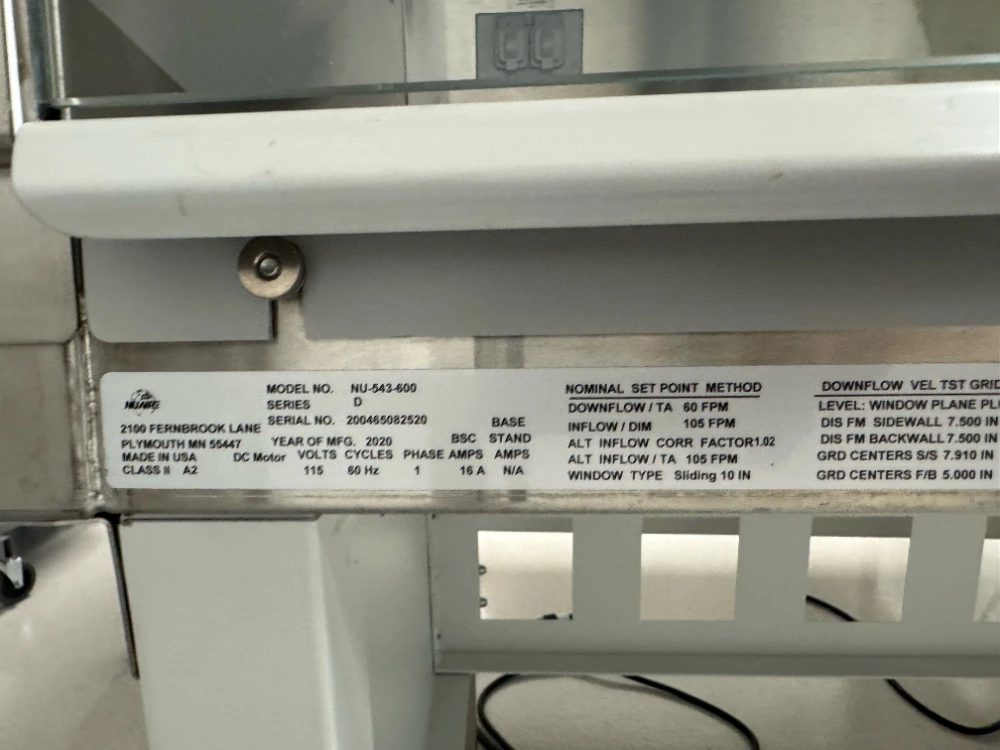 NUAIRE
2100 FERNBROOK LANE
PLYMOUTH MN 55447
MADE IN USA
CLASS II A2
MODEL NO. NU-543-600
SERIES D
SERIAL NO. 200465082520
YEAR OF MFG. 2020
BASE
BSC STAND
DC Motor VOLTS CYCLES PHASE AMPS AMPS
115 60 Hz 1 16 A N/A
NOMINAL SET POINT METHOD
DOWNFLOW / TA 60 FPM
INFLOW / DIM 105 FPM
ALT INFLOW CORR FACTOR1.02
ALT INFLOW / TA 105 FPM
WINDOW TYPE Sliding 10 IN
DOWNFLOW VEL TST GRID
LEVEL: WINDOW PLANE
DIS FM SIDEWALL 7.500 IN
DIS FM BACKWALL 7.500 IN
GRD CENTERS S/S 7.910 IN
GRD CENTERS F/B 5.000 IN